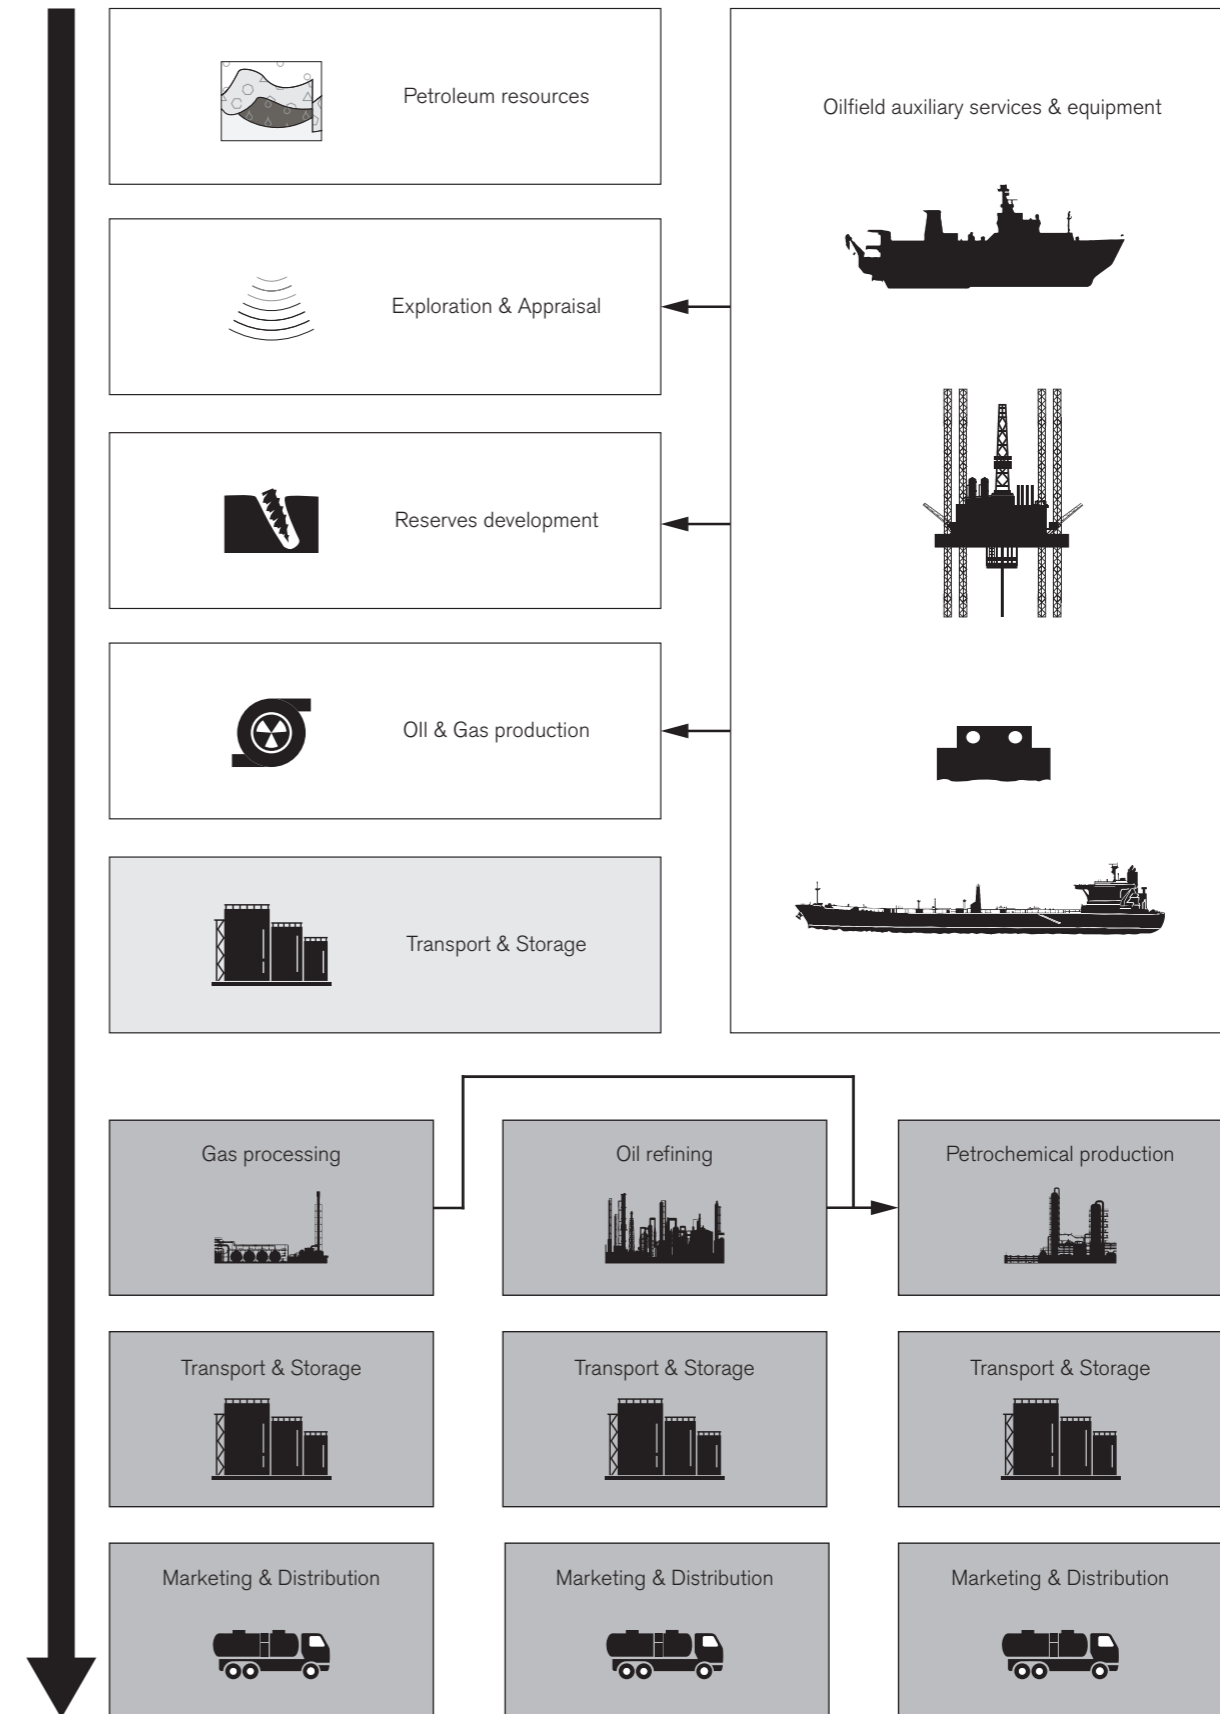 Petroleum resources
Oilfield auxiliary services & equipment
Exploration & Appraisal
Reserves development
OIl & Gas production
Transport & Storage
Gas processing
Oil refining
Petrochemical production
Transport & Storage
Transport & Storage
Transport & Storage
Marketing & Distribution
Marketing & Distribution
Marketing & Distribution